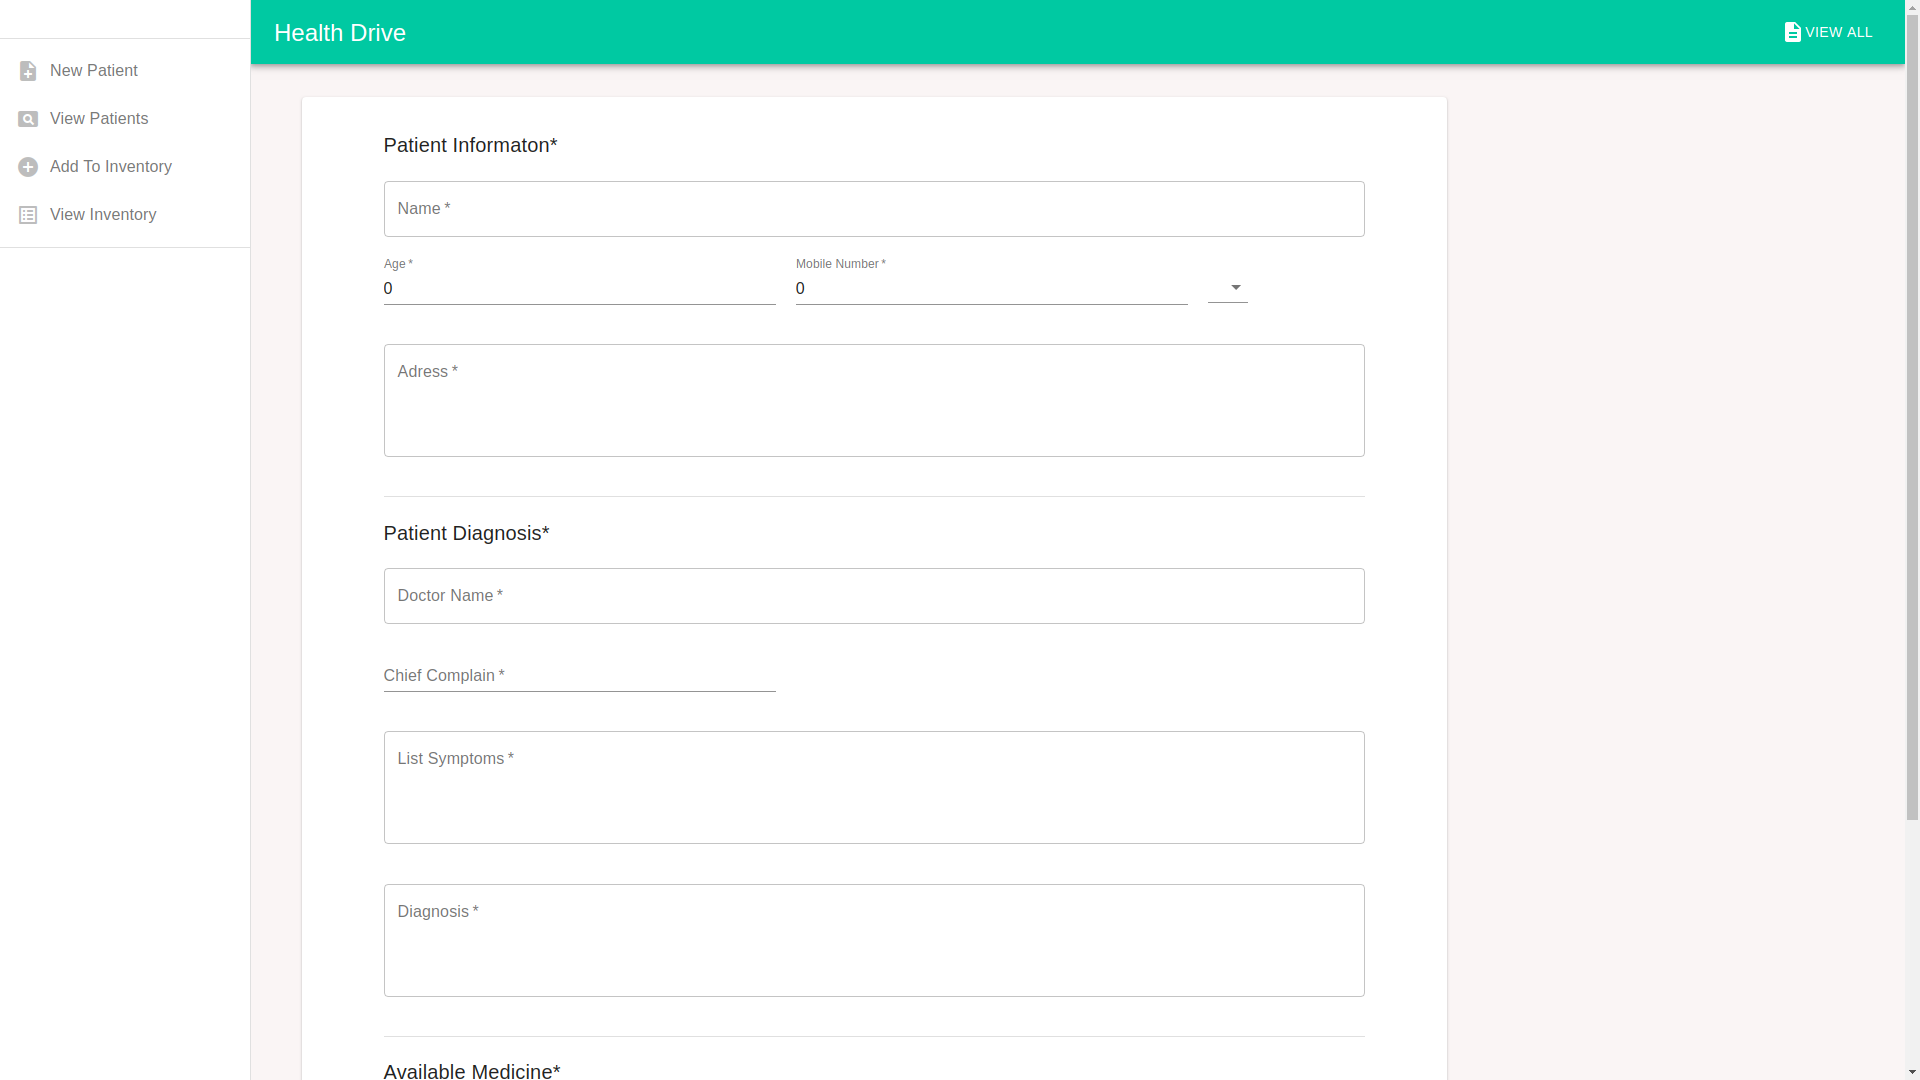 Health Drive
VIEW ALL
New Patient
View Patients
Add To Inventory
View Inventory
Patient Informaton*
Name *
Age *
0
Mobile Number *
0
Adress *
Patient Diagnosis*
Doctor Name *
Chief Complain *
List Symptoms *
Diagnosis *
Available Medicine*